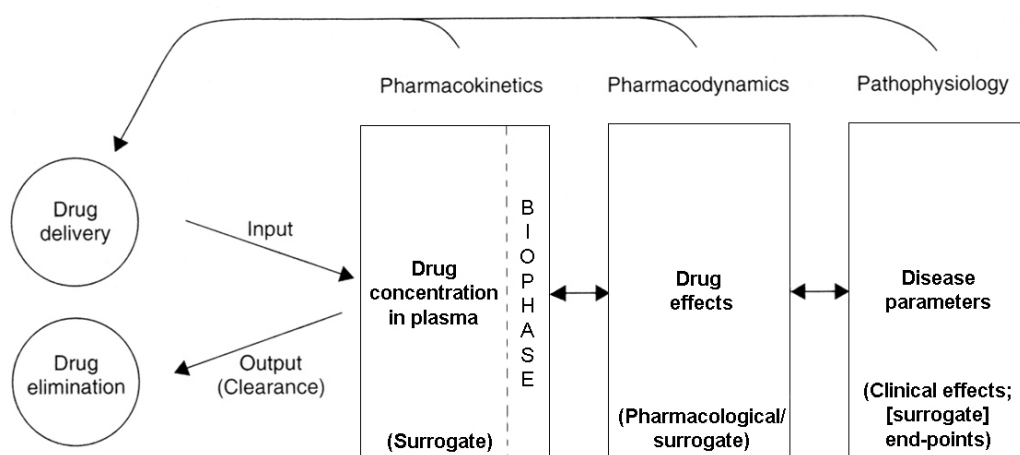 Pharmacokinetics
Pharmacodynamics
Pathophysiology
Drug
delivery
Input
Drug
elimination
Output
(Clearance)
Drug
concentration
in plasma
(Surrogate)
B
I
O
P
H
A
S
E
Drug
effects
(Pharmacological/
surrogate)
Disease
parameters
(Clinical effects;
[surrogate]
end-points)